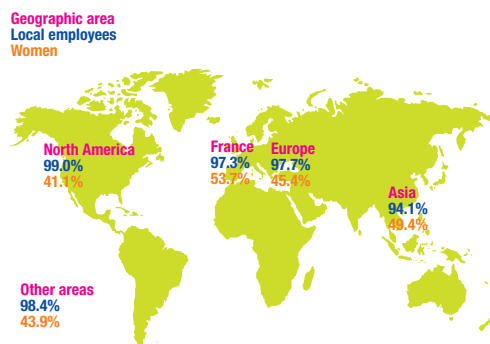 Geographic area
Local employees
Women
North America
99.0%
41.1%
France
97.3%
53.7%
Europe
97.7%
45.4%
Asia
94.1%
49.4%
Other areas
98.4%
43.9%